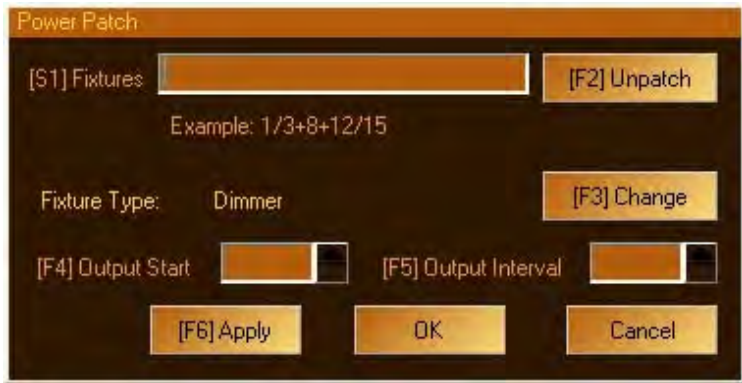 Power Patch
[S1] Fixtures
[F2] Unpatch
Example: 1/3+8+12/15
Fixture Type: Dimmer
[F3] Change
[F4] Output Start
[F5] Output Interval
[F6] Apply
OK
Cancel